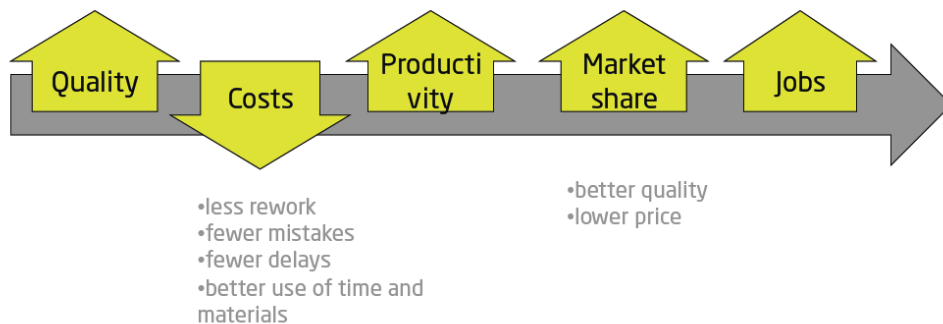 Quality
Costs
Producti
vity
Market
share
Jobs
•less rework
•fewer mistakes
•fewer delays
•better use of time and
materials
•better quality
•lower price